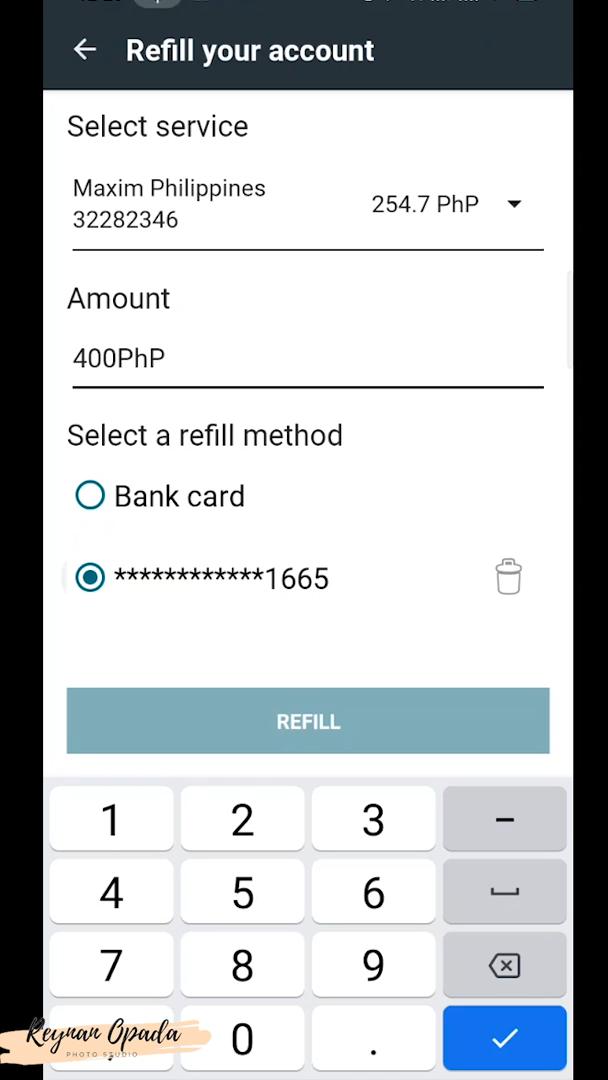 Refill your account
Select service
Maxim Philippines
32282346
254.7 PhP
Amount
400PhP
Select a refill method
Bank card
************1665
REFILL
1 2 3 -
4 5 6
7 8 9
0 .
Reynan Opada
PHOTO STUDIO